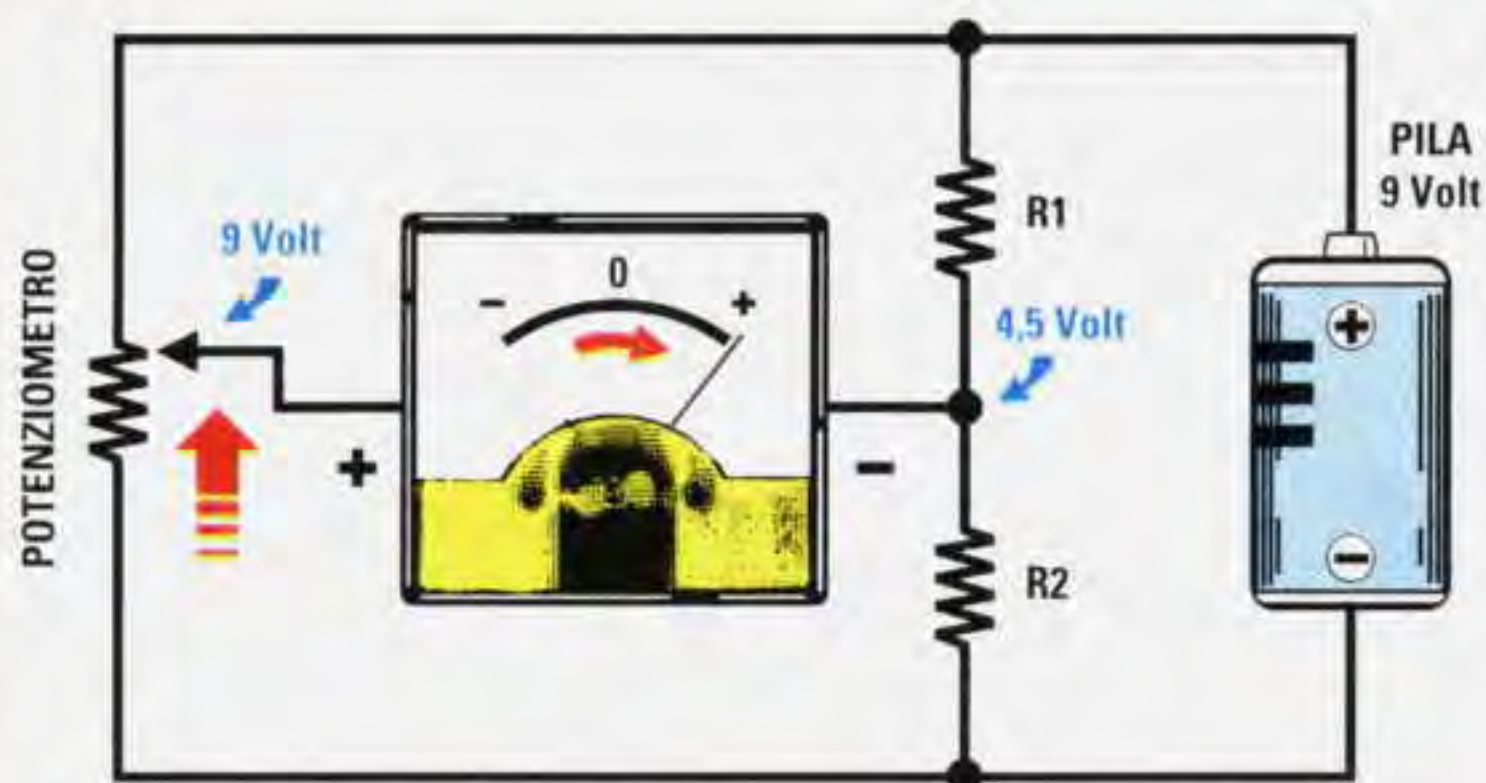 PILA
9 Volt
R1
9 Volt
0
- +
4,5 Volt
POTENZIOMETRO
+
+ -
R2
-